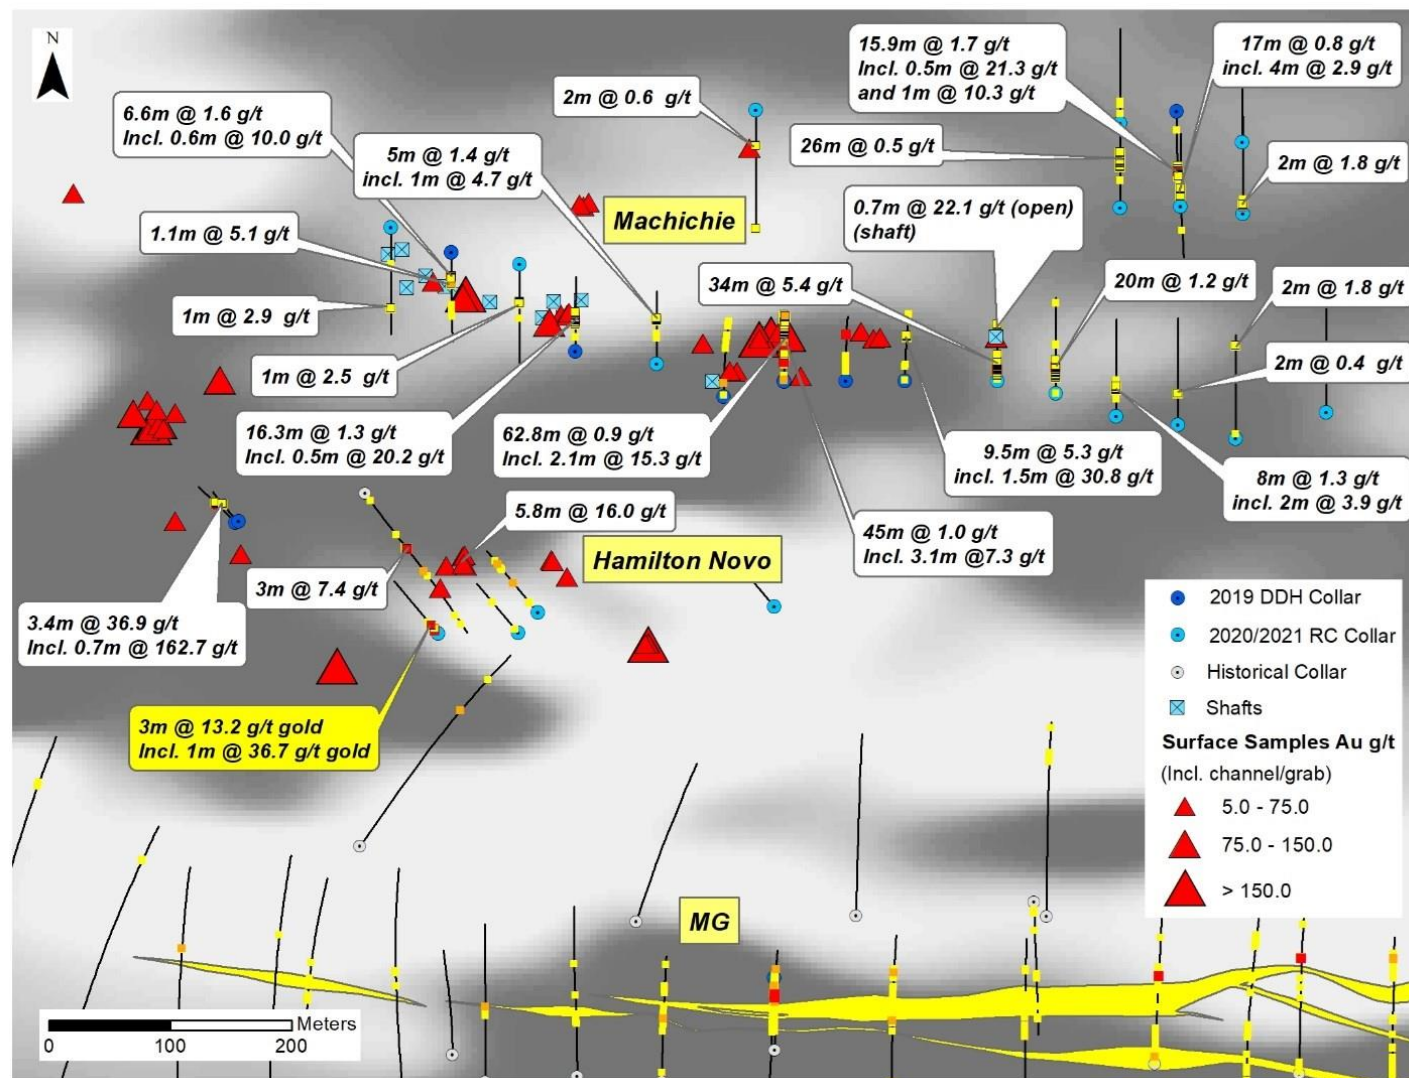 N
15.9m @ 1.7 g/t
Incl. 0.5m @ 21.3 g/t
and 1m @ 10.3 g/t
17m @ 0.8 g/t
incl. 4m @ 2.9 g/t
2m @ 0.6 g/t
6.6m @ 1.6 g/t
Incl. 0.6m @ 10.0 g/t
5m @ 1.4 g/t
incl. 1m @ 4.7 g/t
26m @ 0.5 g/t
2m @ 1.8 g/t
Machichie
0.7m @ 22.1 g/t (open)
(shaft)
1.1m @ 5.1 g/t
34m @ 5.4 g/t
20m @ 1.2 g/t
2m @ 1.8 g/t
1m @ 2.9 g/t
1m @ 2.5 g/t
2m @ 0.4 g/t
16.3m @ 1.3 g/t
Incl. 0.5m @ 20.2 g/t
62.8m @ 0.9 g/t
Incl. 2.1m @ 15.3 g/t
9.5m @ 5.3 g/t
incl. 1.5m @ 30.8 g/t
8m @ 1.3 g/t
incl. 2m @ 3.9 g/t
5.8m @ 16.0 g/t
45m @ 1.0 g/t
Incl. 3.1m @7.3 g/t
Hamilton Novo
3m @ 7.4 g/t
3.4m @ 36.9 g/t
Incl. 0.7m @ 162.7 g/t
3m @ 13.2 g/t gold
Incl. 1m @ 36.7 g/t gold
2019 DDH Collar
2020/2021 RC Collar
Historical Collar
Shafts
Surface Samples Au g/t
(Incl. channel/grab)
5.0 - 75.0
75.0 - 150.0
> 150.0
MG
Meters
0 100 200